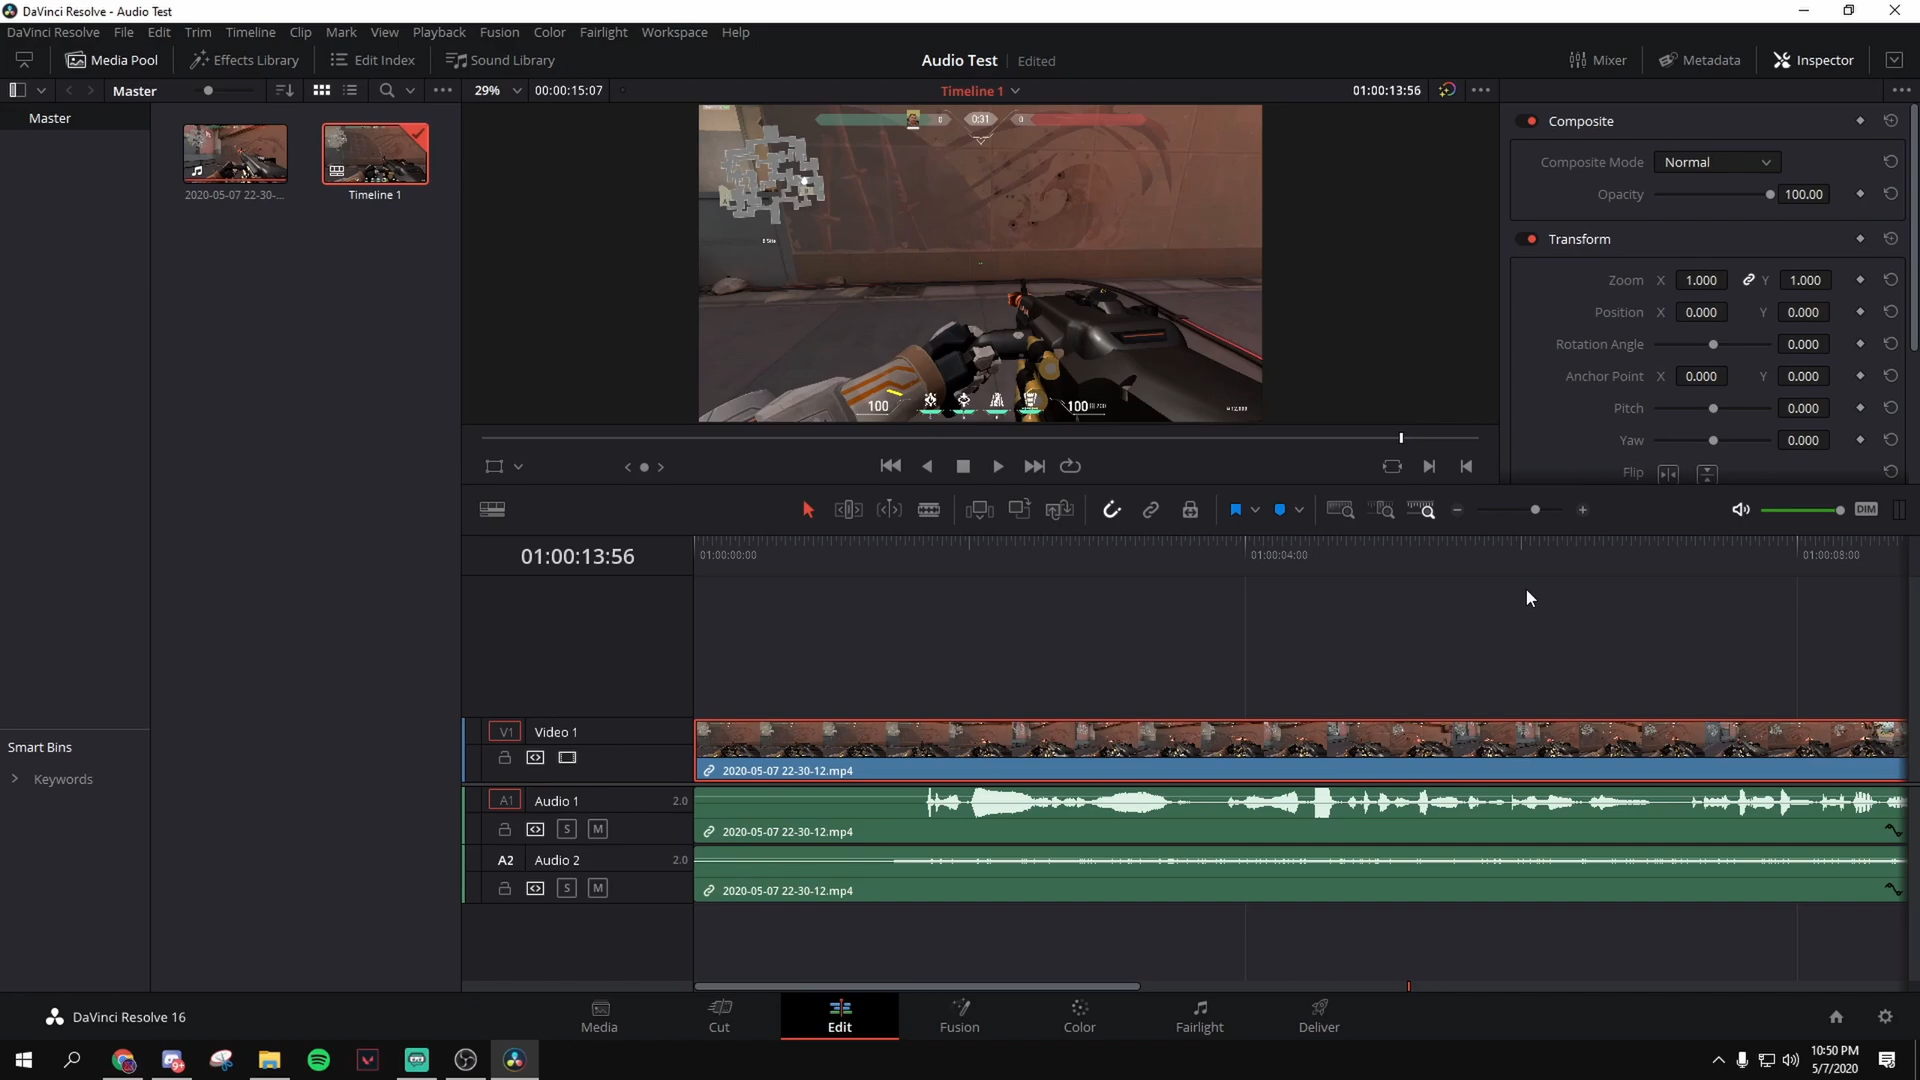 DaVinci Resolve - Audio Test
DaVinci Resolve File Edit Trim Timeline Clip Mark View Playback Fusion Color Fairlight Workspace Help
Media Pool Effects Library Edit Index Sound Library Audio Test Edited Mixer Metadata Inspector
Master 29% 00:00:15:07 Timeline 1 01:00:13:56
Master
2020-05-07 22-30-...
Timeline 1
0:31
100
100
Composite
Composite Mode Normal
Opacity 100.00
Transform
Zoom X 1.000 Y 1.000
Position X 0.000 Y 0.000
Rotation Angle 0.000
Anchor Point X 0.000 Y 0.000
Pitch 0.000
Yaw 0.000
Flip
DIM
01:00:13:56
01:00:00:00 01:00:04:00 01:00:08:00
V1 Video 1
2020-05-07 22-30-12.mp4
A1 Audio 1 2.0
S M
2020-05-07 22-30-12.mp4
A2 Audio 2 2.0
S M
2020-05-07 22-30-12.mp4
Smart Bins
Keywords
DaVinci Resolve 16
Media Cut Edit Fusion Color Fairlight Deliver
10:50 PM
5/7/2020